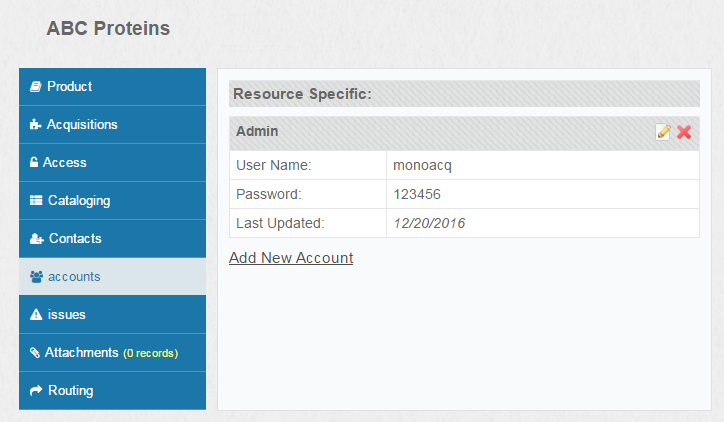 ABC Proteins
Product
Acquisitions
Access
Cataloging
Contacts
accounts
issues
Attachments (0 records)
Routing
Resource Specific:
Admin
User Name: monoacq
Password: 123456
Last Updated: 12/20/2016
Add New Account